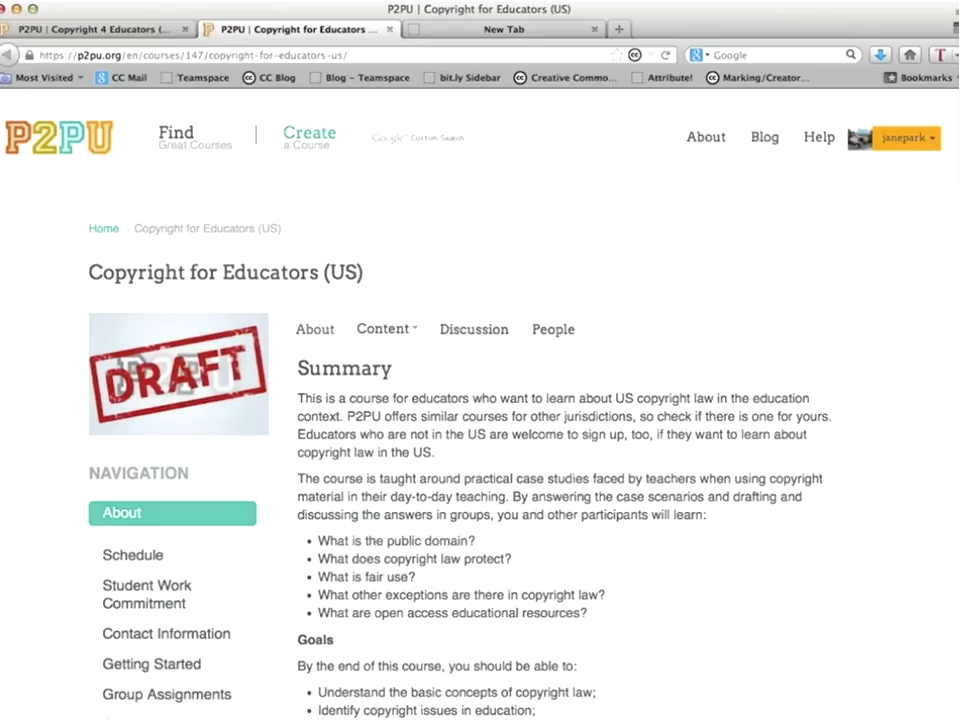 P2PU | Copyright for Educators (US)
P2PU | Copyright 4 Educators (...
P2PU | Copyright for Educators ...
New Tab
https://p2pu.org/en/courses/147/copyright-for-educators-us/
Google
Most Visited
CC Mail
Teamspace
CC Blog
Blog – Teamspace
bit.ly Sidebar
Creative Commo...
Attribute!
Marking/Creator...
Bookmarks
P2PU
Find
Great Courses
Create
a Course
Google Custom Search
About
Blog
Help
janepark
Home
Copyright for Educators (US)
Copyright for Educators (US)
P2PU
DRAFT
About
Content
Discussion
People
Summary
This is a course for educators who want to learn about US copyright law in the education
context. P2PU offers similar courses for other jurisdictions, so check if there is one for yours.
Educators who are not in the US are welcome to sign up, too, if they want to learn about
copyright law in the US.
The course is taught around practical case studies faced by teachers when using copyright
material in their day-to-day teaching. By answering the case scenarios and drafting and
discussing the answers in groups, you and other participants will learn:
• What is the public domain?
• What does copyright law protect?
• What is fair use?
• What other exceptions are there in copyright law?
• What are open access educational resources?
Goals
By the end of this course, you should be able to:
• Understand the basic concepts of copyright law;
• Identify copyright issues in education;
NAVIGATION
About
Schedule
Student Work
Commitment
Contact Information
Getting Started
Group Assignments